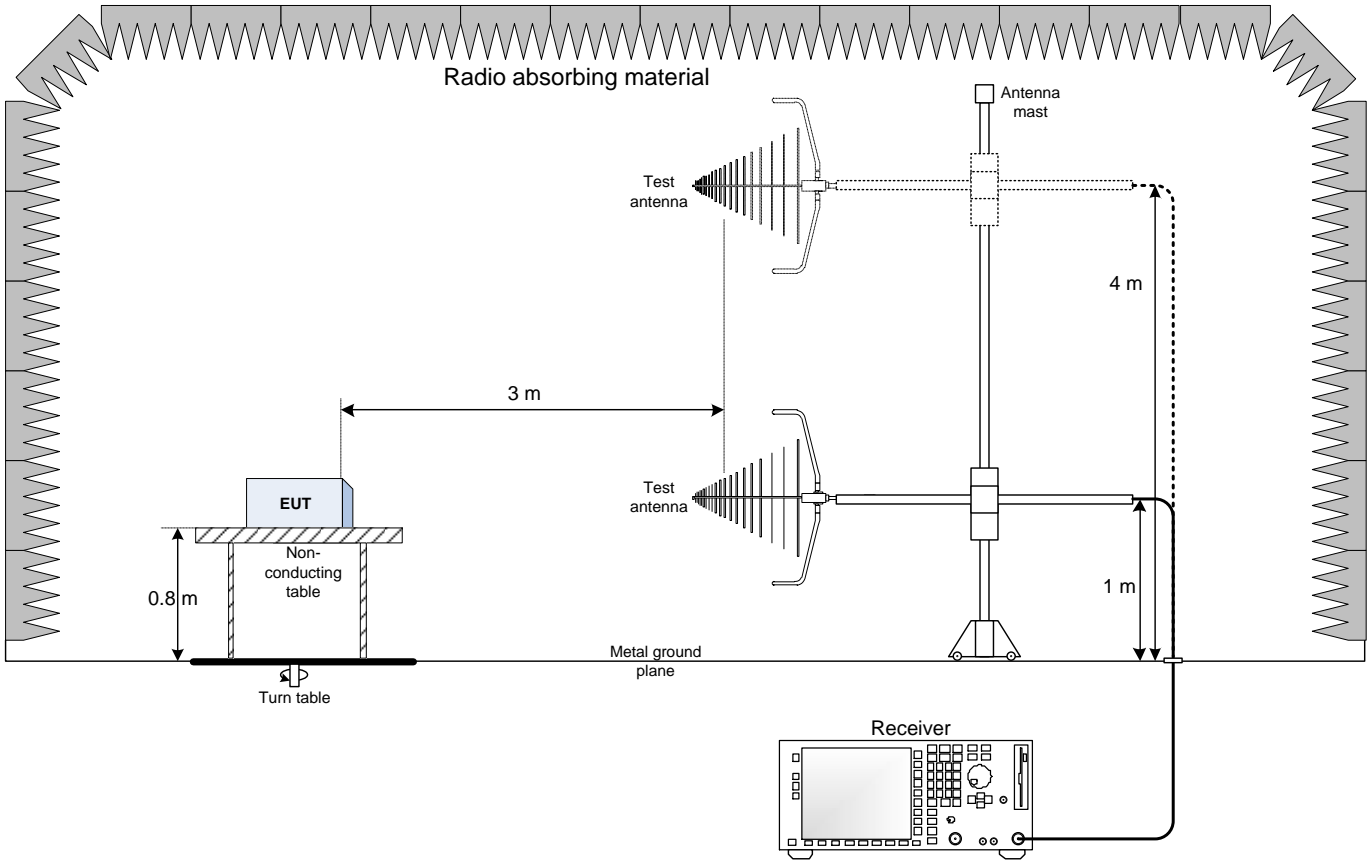 Radio absorbing material
Antenna
mast
Test
antenna
4 m
3 m
Test
antenna
EUT
Non-
conducting
table
0.8 m
1 m
Metal ground
plane
Turn table
Receiver